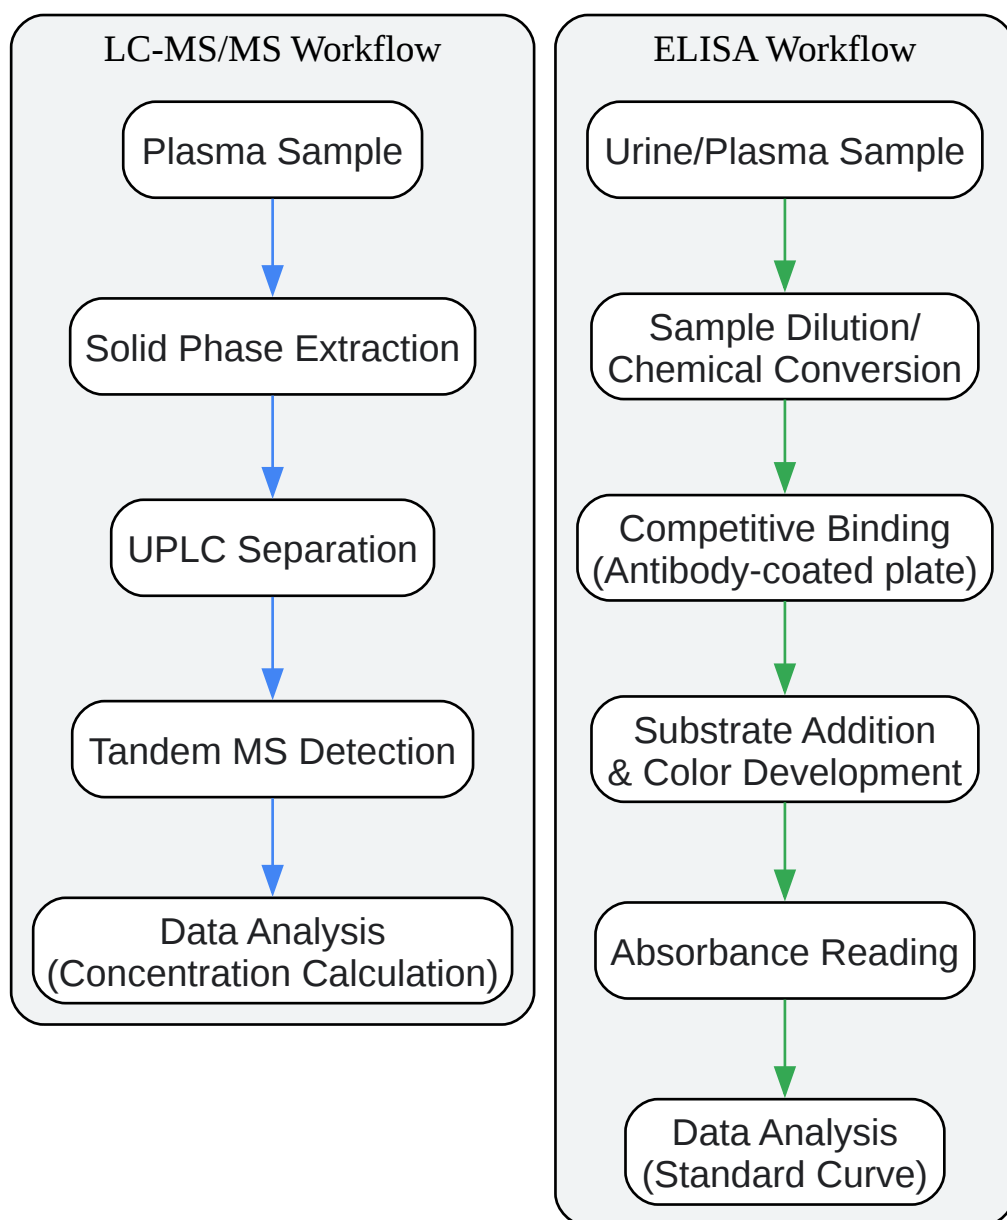 LC-MS/MS Workflow
Plasma Sample
Solid Phase Extraction
UPLC Separation
Tandem MS Detection
Data Analysis
(Concentration Calculation)
ELISA Workflow
Urine/Plasma Sample
Sample Dilution/
Chemical Conversion
Competitive Binding
(Antibody-coated plate)
Substrate Addition
& Color Development
Absorbance Reading
Data Analysis
(Standard Curve)